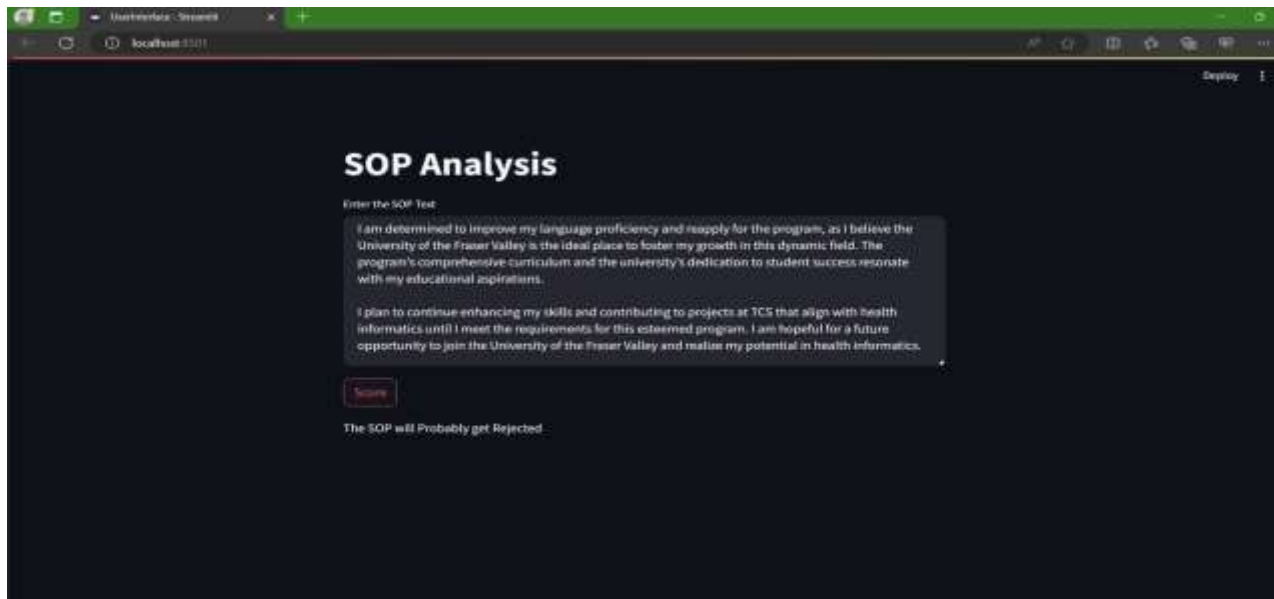 UserInterface · Streamlit
localhost:8501
Deploy
SOP Analysis
Enter the SOP Text
I am determined to improve my language proficiency and reapply for the program, as I believe the
University of the Fraser Valley is the ideal place to foster my growth in this dynamic field. The
program's comprehensive curriculum and the university's dedication to student success resonate
with my educational aspirations.
I plan to continue enhancing my skills and contributing to projects at TCS that align with health
informatics until I meet the requirements for this esteemed program. I am hopeful for a future
opportunity to join the University of the Fraser Valley and realize my potential in health informatics.
Score
The SOP will Probably get Rejected